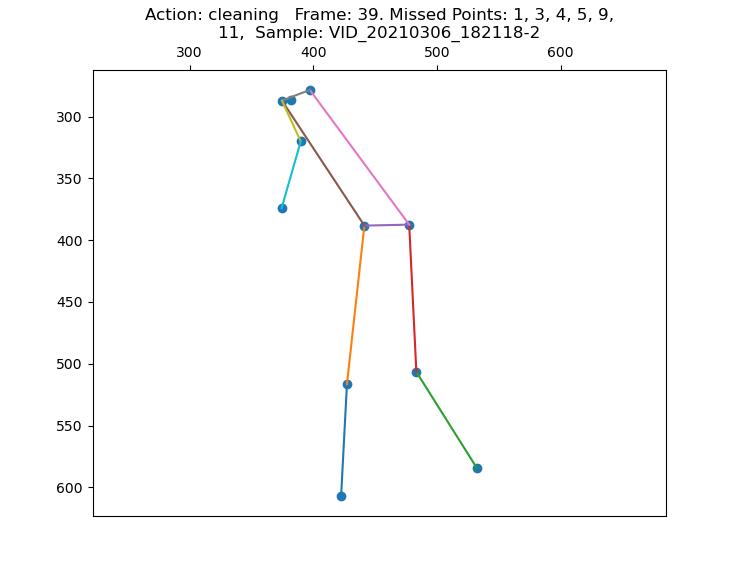 Action: cleaning   Frame: 39. Missed Points: 1, 3, 4, 5, 9,
11,  Sample: VID_20210306_182118-2
300 400 500 600
300
350
400
450
500
550
600